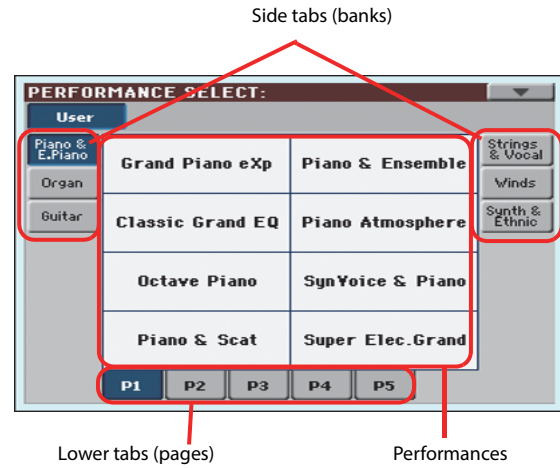 Side tabs (banks)
PERFORMANCE SELECT:
User
Piano &
E.Piano
Organ
Guitar
Grand Piano eXp
Piano & Ensemble
Classic Grand EQ
Piano Atmosphere
Octave Piano
SynVoice & Piano
Piano & Scat
Super Elec.Grand
Strings
& Vocal
Winds
Synth &
Ethnic
P1
P2
P3
P4
P5
Lower tabs (pages)
Performances